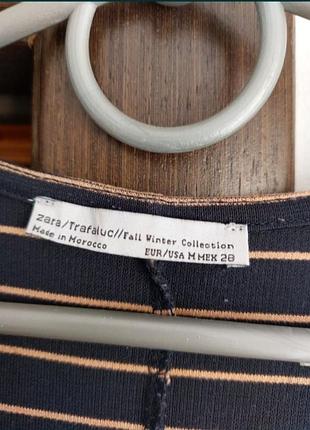 zara/Trafaluc//Fall Winter Collection
Made in Morocco
EUR/USA M MEX 28